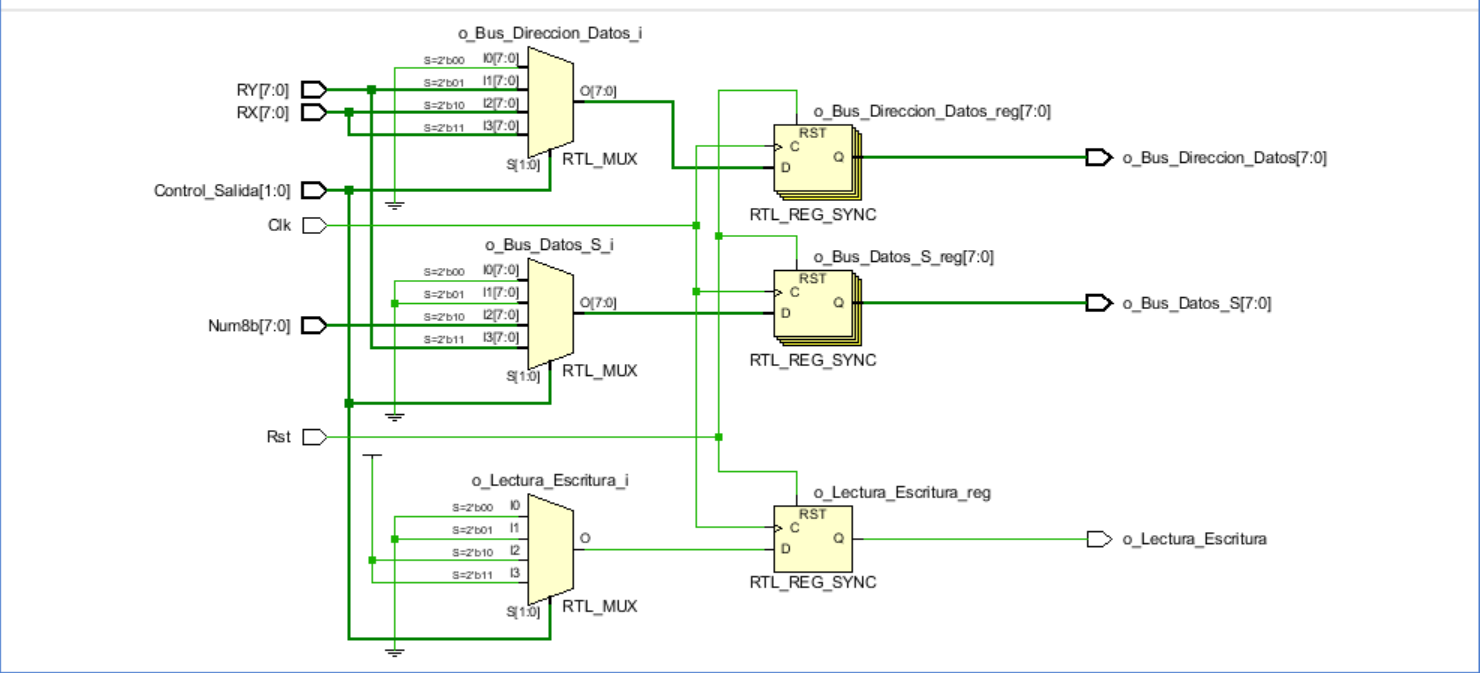 o_Bus_Direccion_Datos_i
S=2'b00 I0[7:0]
RY[7:0] S=2'b01 I1[7:0] O[7:0]
RX[7:0] S=2'b10 I2[7:0]
S=2'b11 I3[7:0]
S[1:0] RTL_MUX
o_Bus_Direccion_Datos_reg[7:0]
RST
C
D Q
o_Bus_Direccion_Datos[7:0]
RTL_REG_SYNC
Control_Salida[1:0]
Clk
o_Bus_Datos_S_i
S=2'b00 I0[7:0]
S=2'b01 I1[7:0] O[7:0]
Num8b[7:0] S=2'b10 I2[7:0]
S=2'b11 I3[7:0]
S[1:0] RTL_MUX
o_Bus_Datos_S_reg[7:0]
RST
C
D Q
o_Bus_Datos_S[7:0]
RTL_REG_SYNC
Rst
o_Lectura_Escritura_i
S=2'b00 I0
S=2'b01 I1
S=2'b10 I2 O
S=2'b11 I3
S[1:0] RTL_MUX
o_Lectura_Escritura_reg
RST
C
D Q
o_Lectura_Escritura
RTL_REG_SYNC